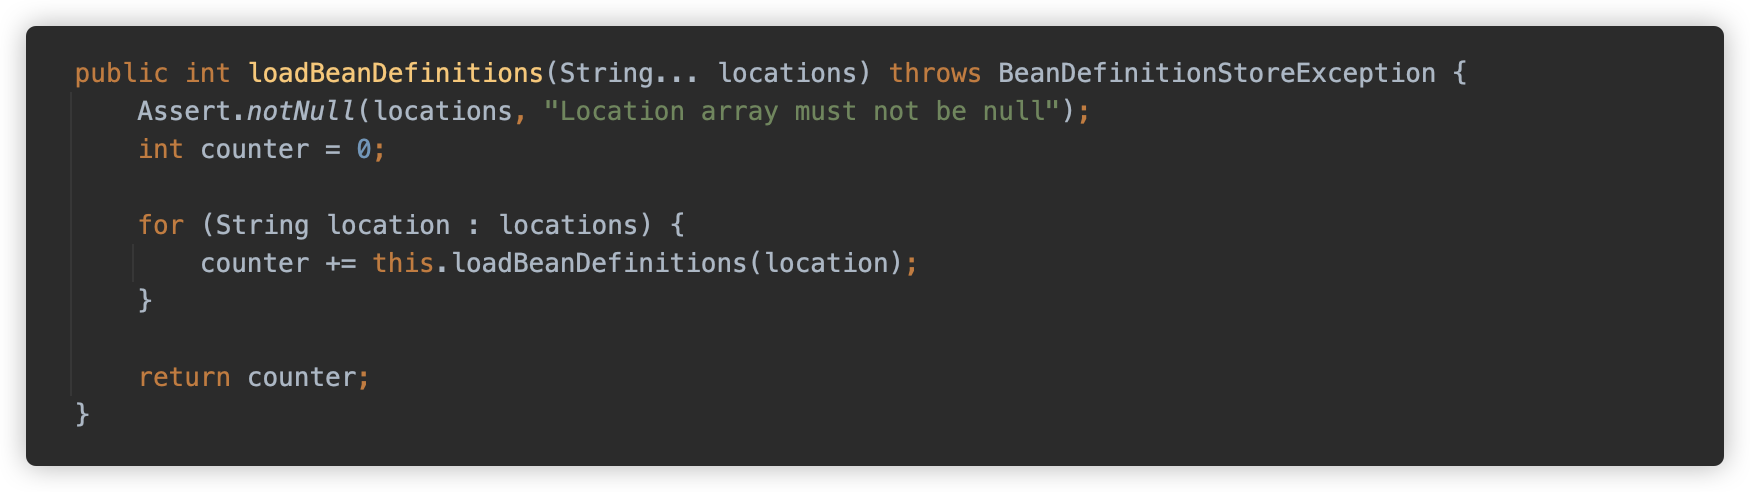 public int loadBeanDefinitions(String... locations) throws BeanDefinitionStoreException {
    Assert.notNull(locations, "Location array must not be null");
    int counter = 0;

    for (String location : locations) {
        counter += this.loadBeanDefinitions(location);
    }

    return counter;
}